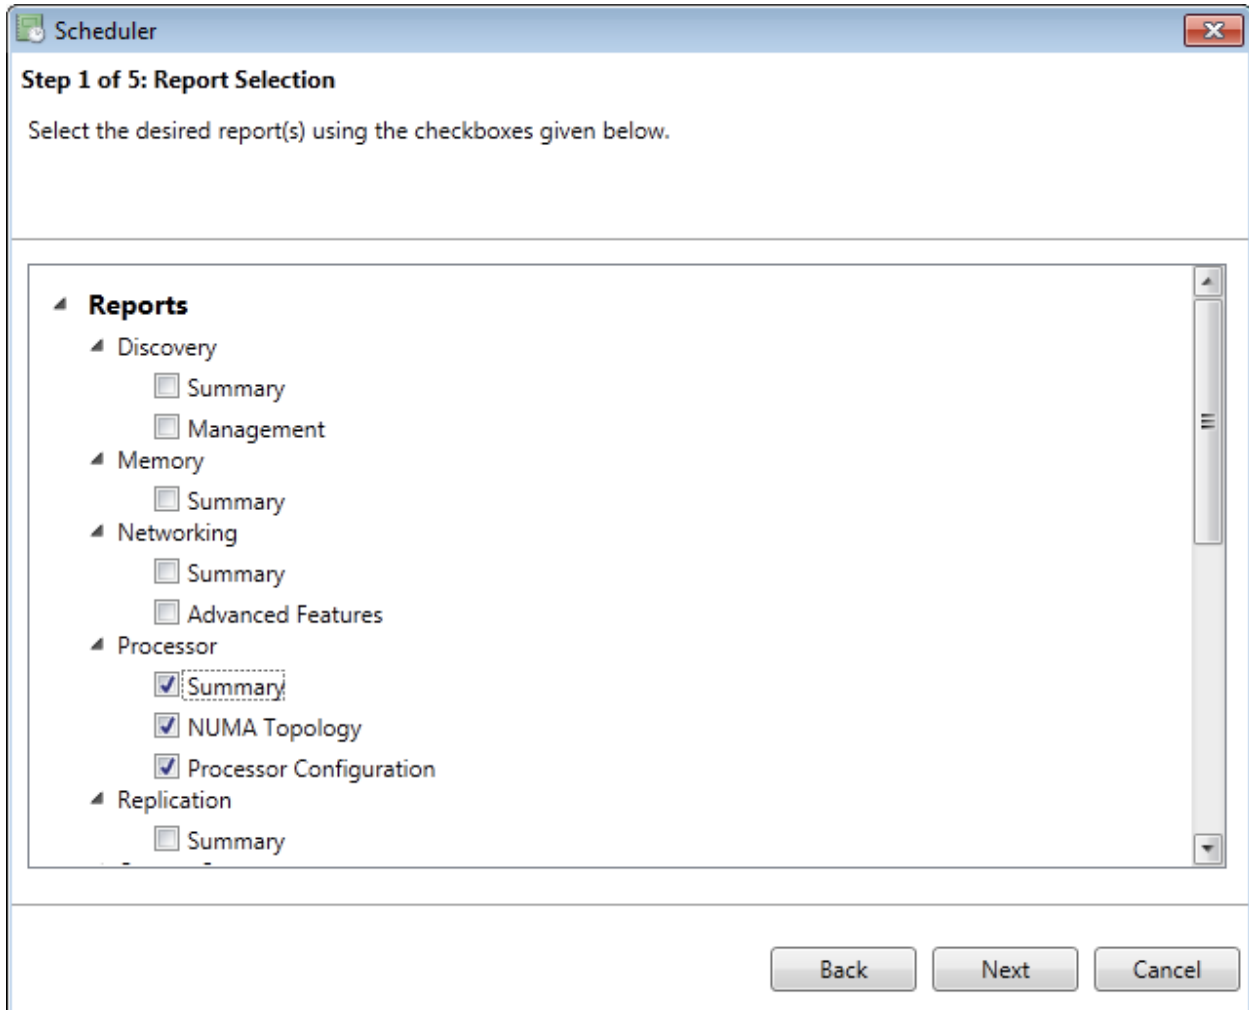 Scheduler
Step 1 of 5: Report Selection
Select the desired report(s) using the checkboxes given below.
Reports
Discovery
Summary
Management
Memory
Summary
Networking
Summary
Advanced Features
Processor
Summary
NUMA Topology
Processor Configuration
Replication
Summary
Back
Next
Cancel